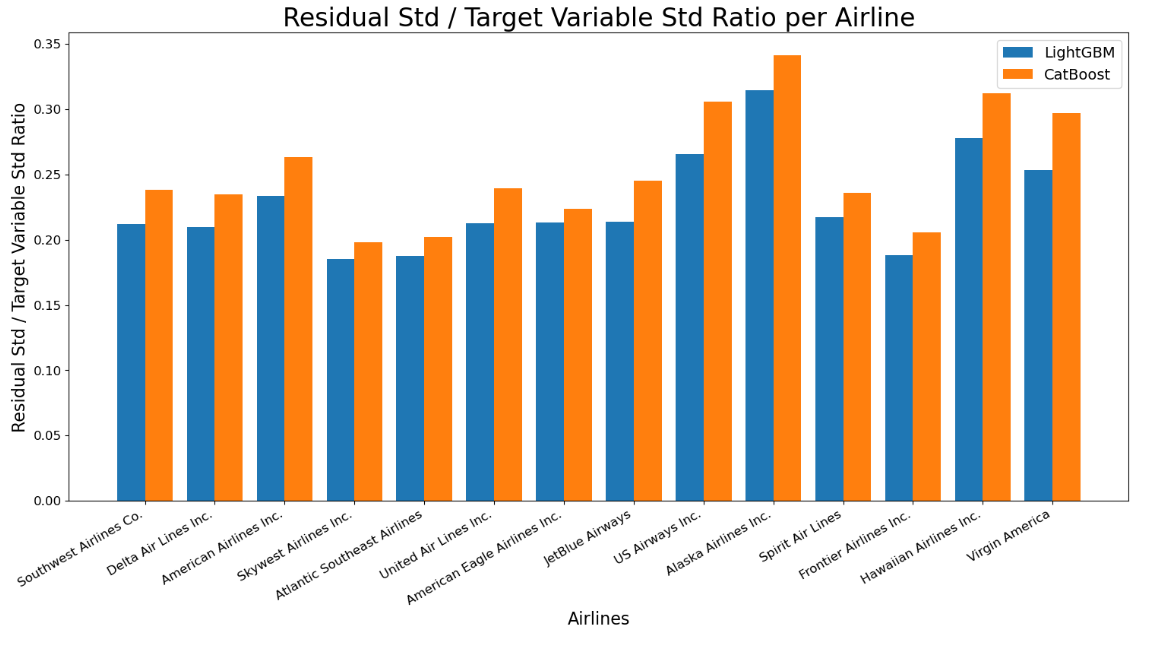 Residual Std / Target Variable Std Ratio per Airline
LightGBM
CatBoost
Residual Std / Target Variable Std Ratio
0.35
0.30
0.25
0.20
0.15
0.10
0.05
0.00
Southwest Airlines Co.
Delta Air Lines Inc.
American Airlines Inc.
Skywest Airlines Inc.
Atlantic Southeast Airlines
United Air Lines Inc.
American Eagle Airlines Inc.
JetBlue Airways
US Airways Inc.
Alaska Airlines Inc.
Spirit Air Lines
Frontier Airlines Inc.
Hawaiian Airlines Inc.
Virgin America
Airlines